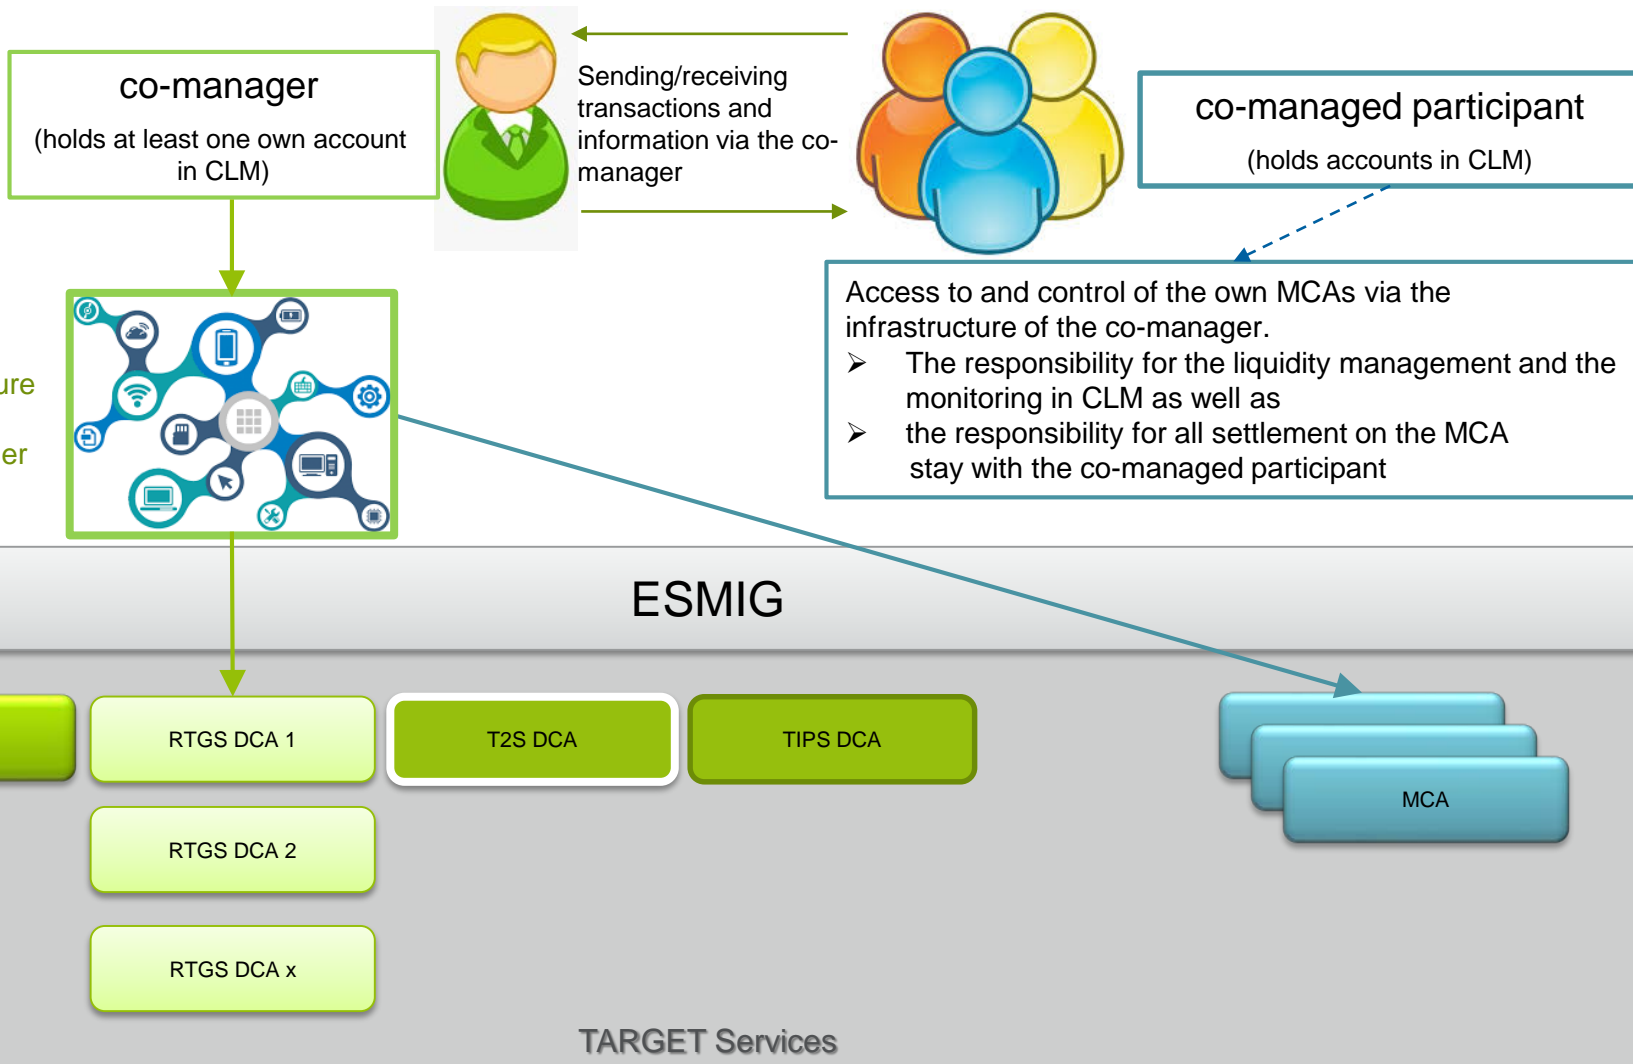 co-manager
(holds at least one own account
in CLM)
Sending/receiving
transactions and
information via the co-
manager
co-managed participant
(holds accounts in CLM)
Access to and control of the own MCAs via the
infrastructure of the co-manager.
➢ The responsibility for the liquidity management and the
monitoring in CLM as well as
➢ the responsibility for all settlement on the MCA
stay with the co-managed participant
ure
er
ESMIG
RTGS DCA 1
T2S DCA
TIPS DCA
MCA
RTGS DCA 2
RTGS DCA x
TARGET Services